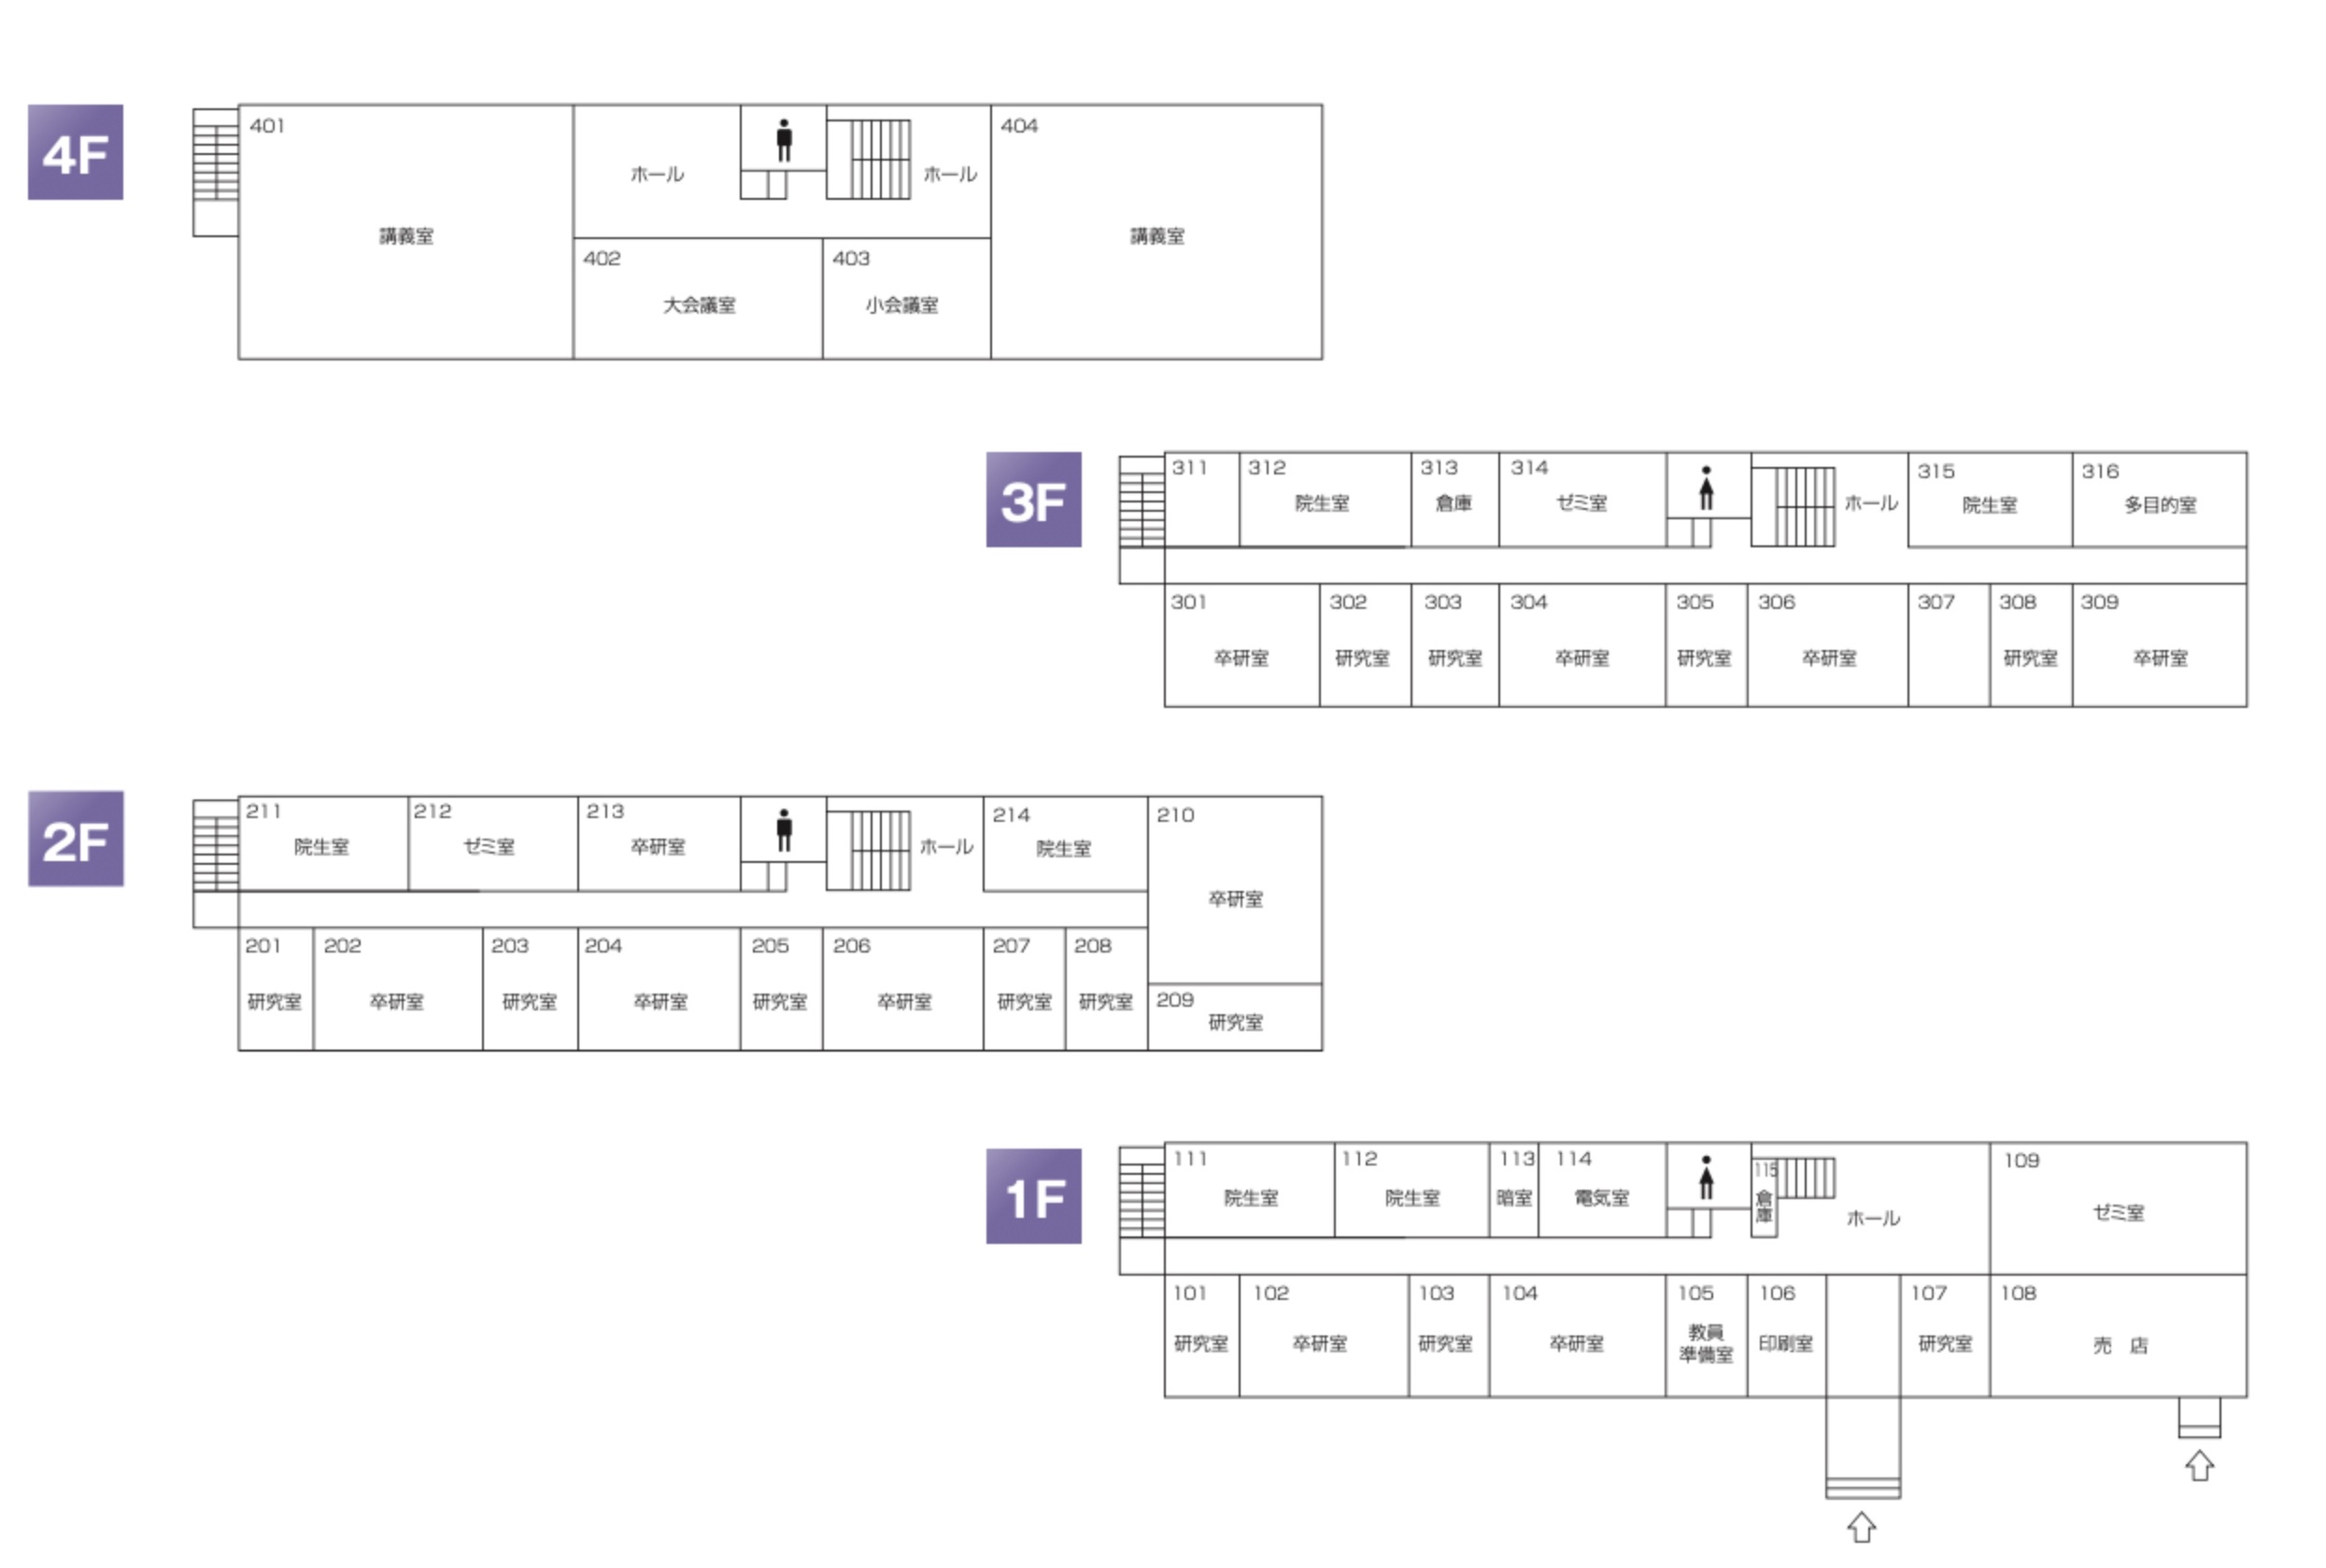 4F
401
講義室
ホール
ホール
404
講義室
402
大会議室
403
小会議室
3F
311
312
院生室
313
倉庫
314
ゼミ室
ホール
315
院生室
316
多目的室
301
卒研室
302
研究室
303
研究室
304
卒研室
305
研究室
306
卒研室
307
308
研究室
309
卒研室
2F
211
院生室
212
ゼミ室
213
卒研室
ホール
214
院生室
210
卒研室
201
研究室
202
卒研室
203
研究室
204
卒研室
205
研究室
206
卒研室
207
研究室
208
研究室
209
研究室
1F
111
院生室
112
院生室
113
暗室
114
電気室
115
倉庫
ホール
109
ゼミ室
101
研究室
102
卒研室
103
研究室
104
卒研室
105
教員
準備室
106
印刷室
107
研究室
108
売　店